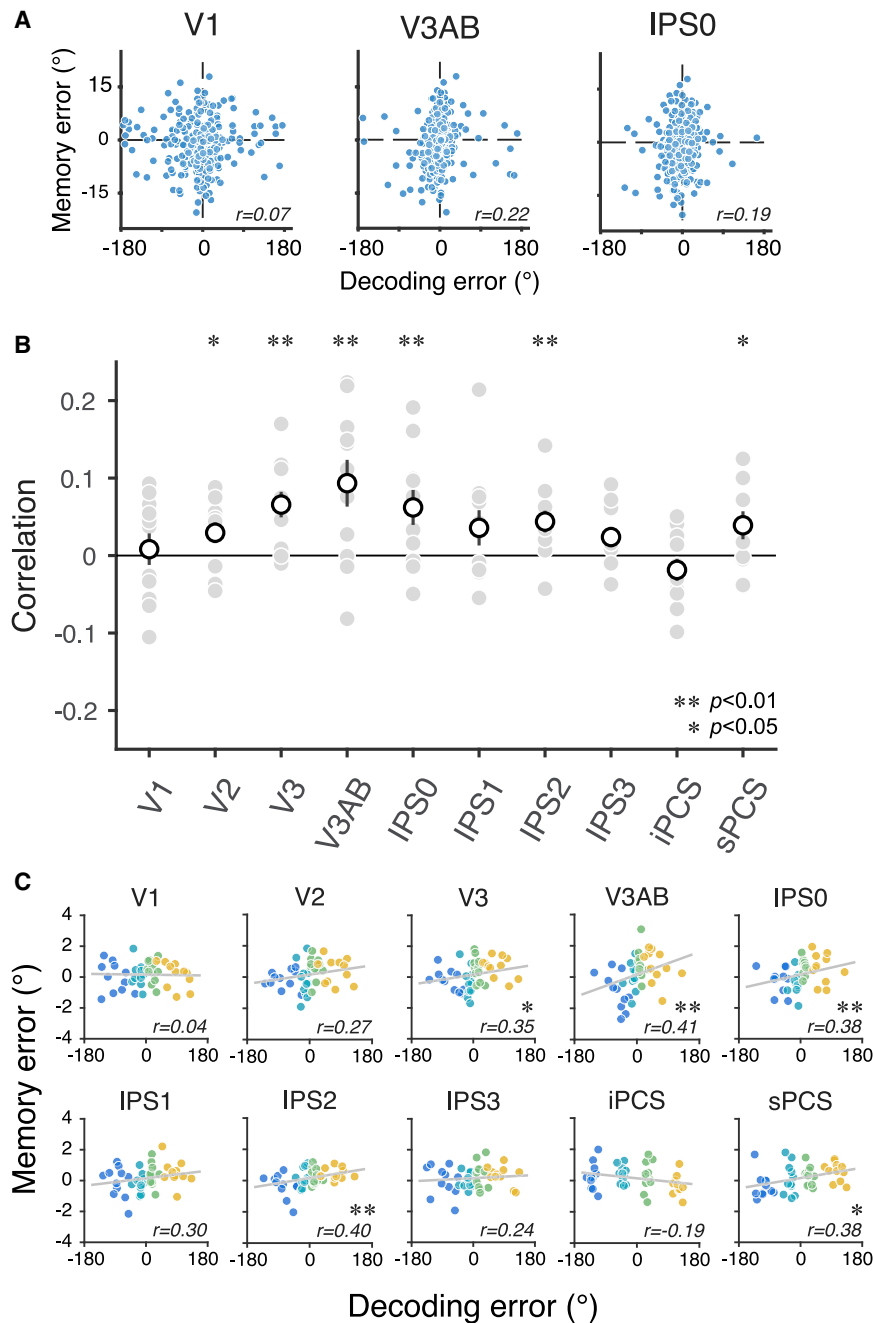 A
V1 V3AB IPS0
Memory error (°)
15
0
-15
r=0.07 r=0.22 r=0.19
-180 0 180 -180 0 180 -180 0 180
Decoding error (°)
B
* ** ** ** ** *
Correlation
0.2
0.1
0
-0.1
-0.2
** p<0.01
* p<0.05
V1 V2 V3 V3AB IPS0 IPS1 IPS2 IPS3 iPCS sPCS
C
V1 V2 V3 V3AB IPS0
Memory error (°)
4
2
0
-2
-4
* ** **
r=0.04 r=0.27 r=0.35 r=0.41 r=0.38
-180 0 180 -180 0 180 -180 0 180 -180 0 180 -180 0 180
IPS1 IPS2 IPS3 iPCS sPCS
4
2
0
-2
-4
** *
r=0.30 r=0.40 r=0.24 r=-0.19 r=0.38
-180 0 180 -180 0 180 -180 0 180 -180 0 180 -180 0 180
Decoding error (°)